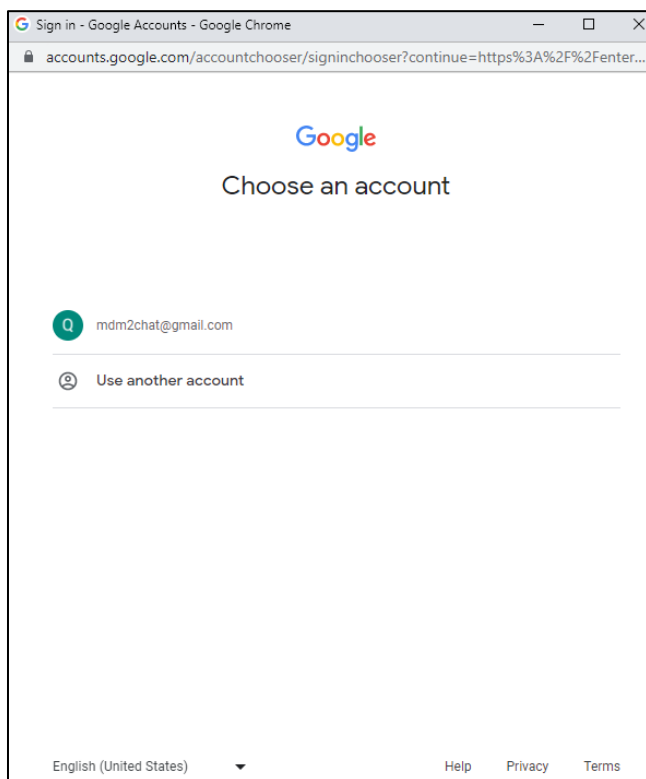 Sign in - Google Accounts - Google Chrome
accounts.google.com/accountchooser/signinchooser?continue=https%3A%2F%2Fenter...
Google
Choose an account
Q mdm2chat@gmail.com
Use another account
English (United States) Help Privacy Terms